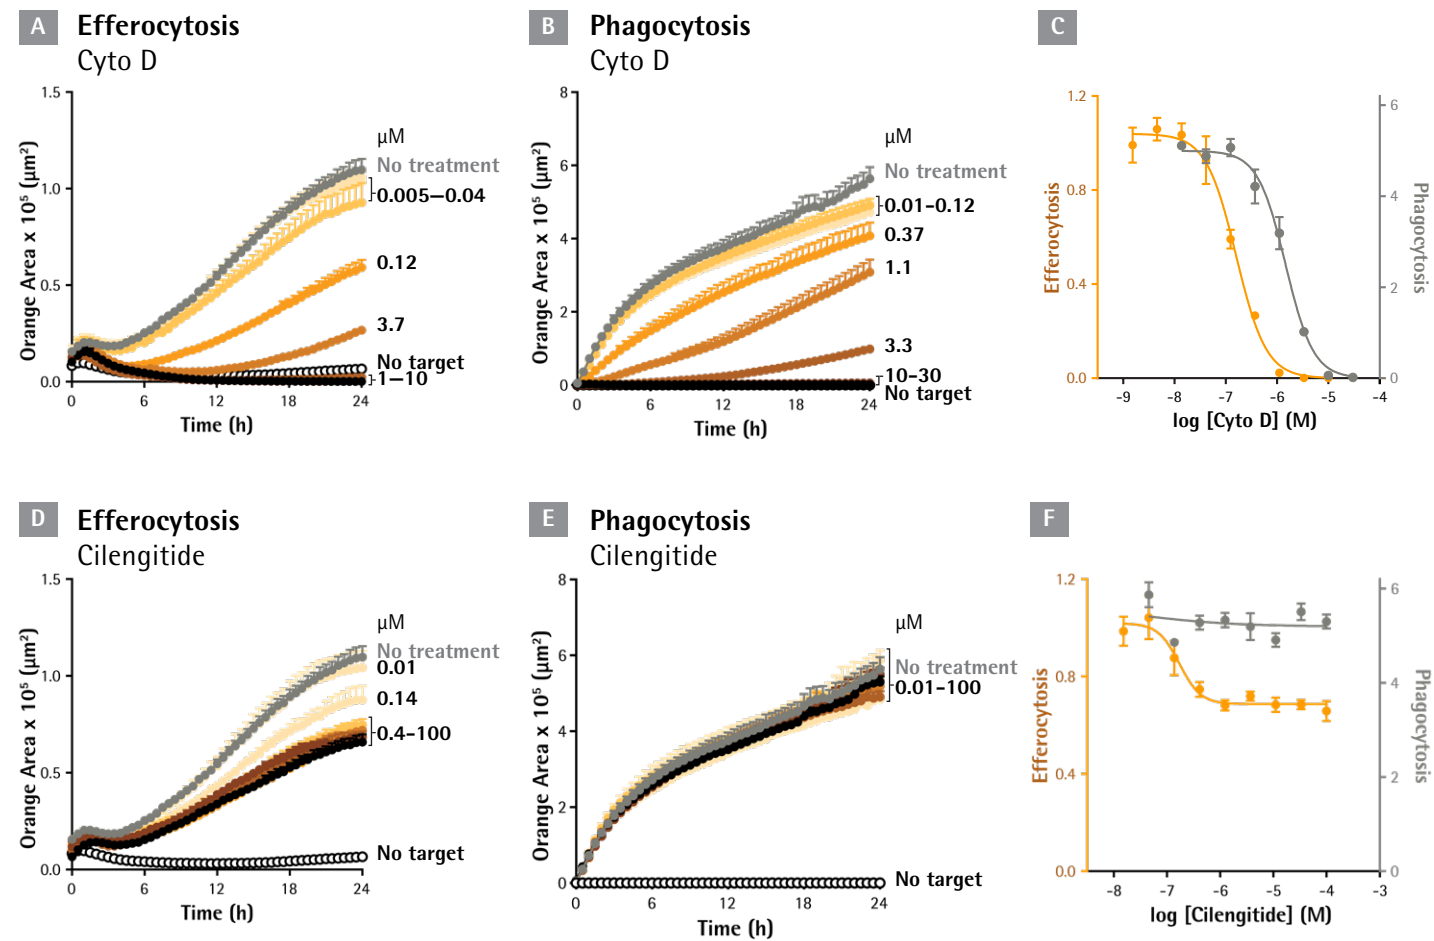 A Efferocytosis
Cyto D
Orange Area x 10⁵ (µm²)
1.5
1.0
0.5
0.0
0 6 12 18 24
Time (h)
µM
No treatment
0.005–0.04
0.12
3.7
No target
1–10
B Phagocytosis
Cyto D
Orange Area x 10⁵ (µm²)
8
6
4
2
0
0 6 12 18 24
Time (h)
µM
No treatment
0.01-0.12
0.37
1.1
3.3
10-30
No target
C
Efferocytosis
1.2
0.8
0.4
0.0
Phagocytosis
6
4
2
0
-9 -8 -7 -6 -5 -4
log [Cyto D] (M)
D Efferocytosis
Cilengitide
Orange Area x 10⁵ (µm²)
1.5
1.0
0.5
0.0
0 6 12 18 24
Time (h)
µM
No treatment
0.01
0.14
0.4-100
No target
E Phagocytosis
Cilengitide
Orange Area x 10⁵ (µm²)
8
6
4
2
0
0 6 12 18 24
Time (h)
µM
No treatment
0.01-100
No target
F
Efferocytosis
1.2
0.8
0.4
0.0
Phagocytosis
6
4
2
0
-8 -7 -6 -5 -4 -3
log [Cilengitide] (M)